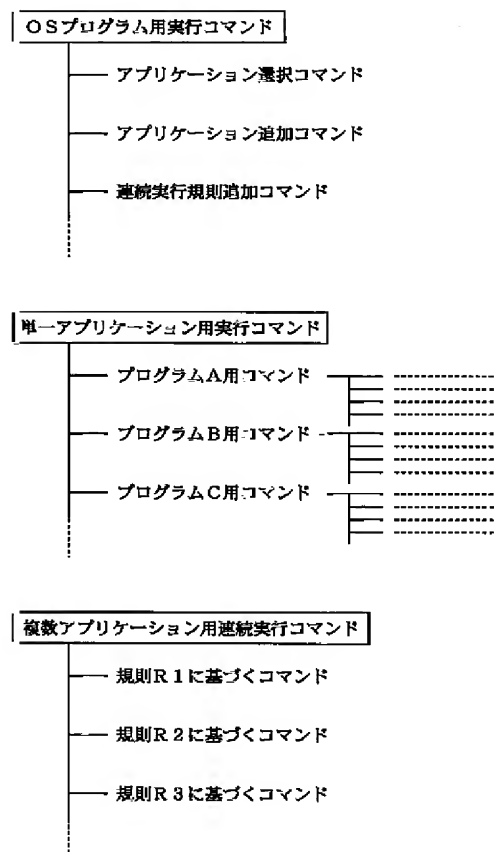 OSプログラム用実行コマンド
アプリケーション選択コマンド
アプリケーション追加コマンド
連続実行規則追加コマンド
単一アプリケーション用実行コマンド
プログラムA用コマンド
プログラムB用コマンド
プログラムC用コマンド
複数アプリケーション用連続実行コマンド
規則R1に基づくコマンド
規則R2に基づくコマンド
規則R3に基づくコマンド